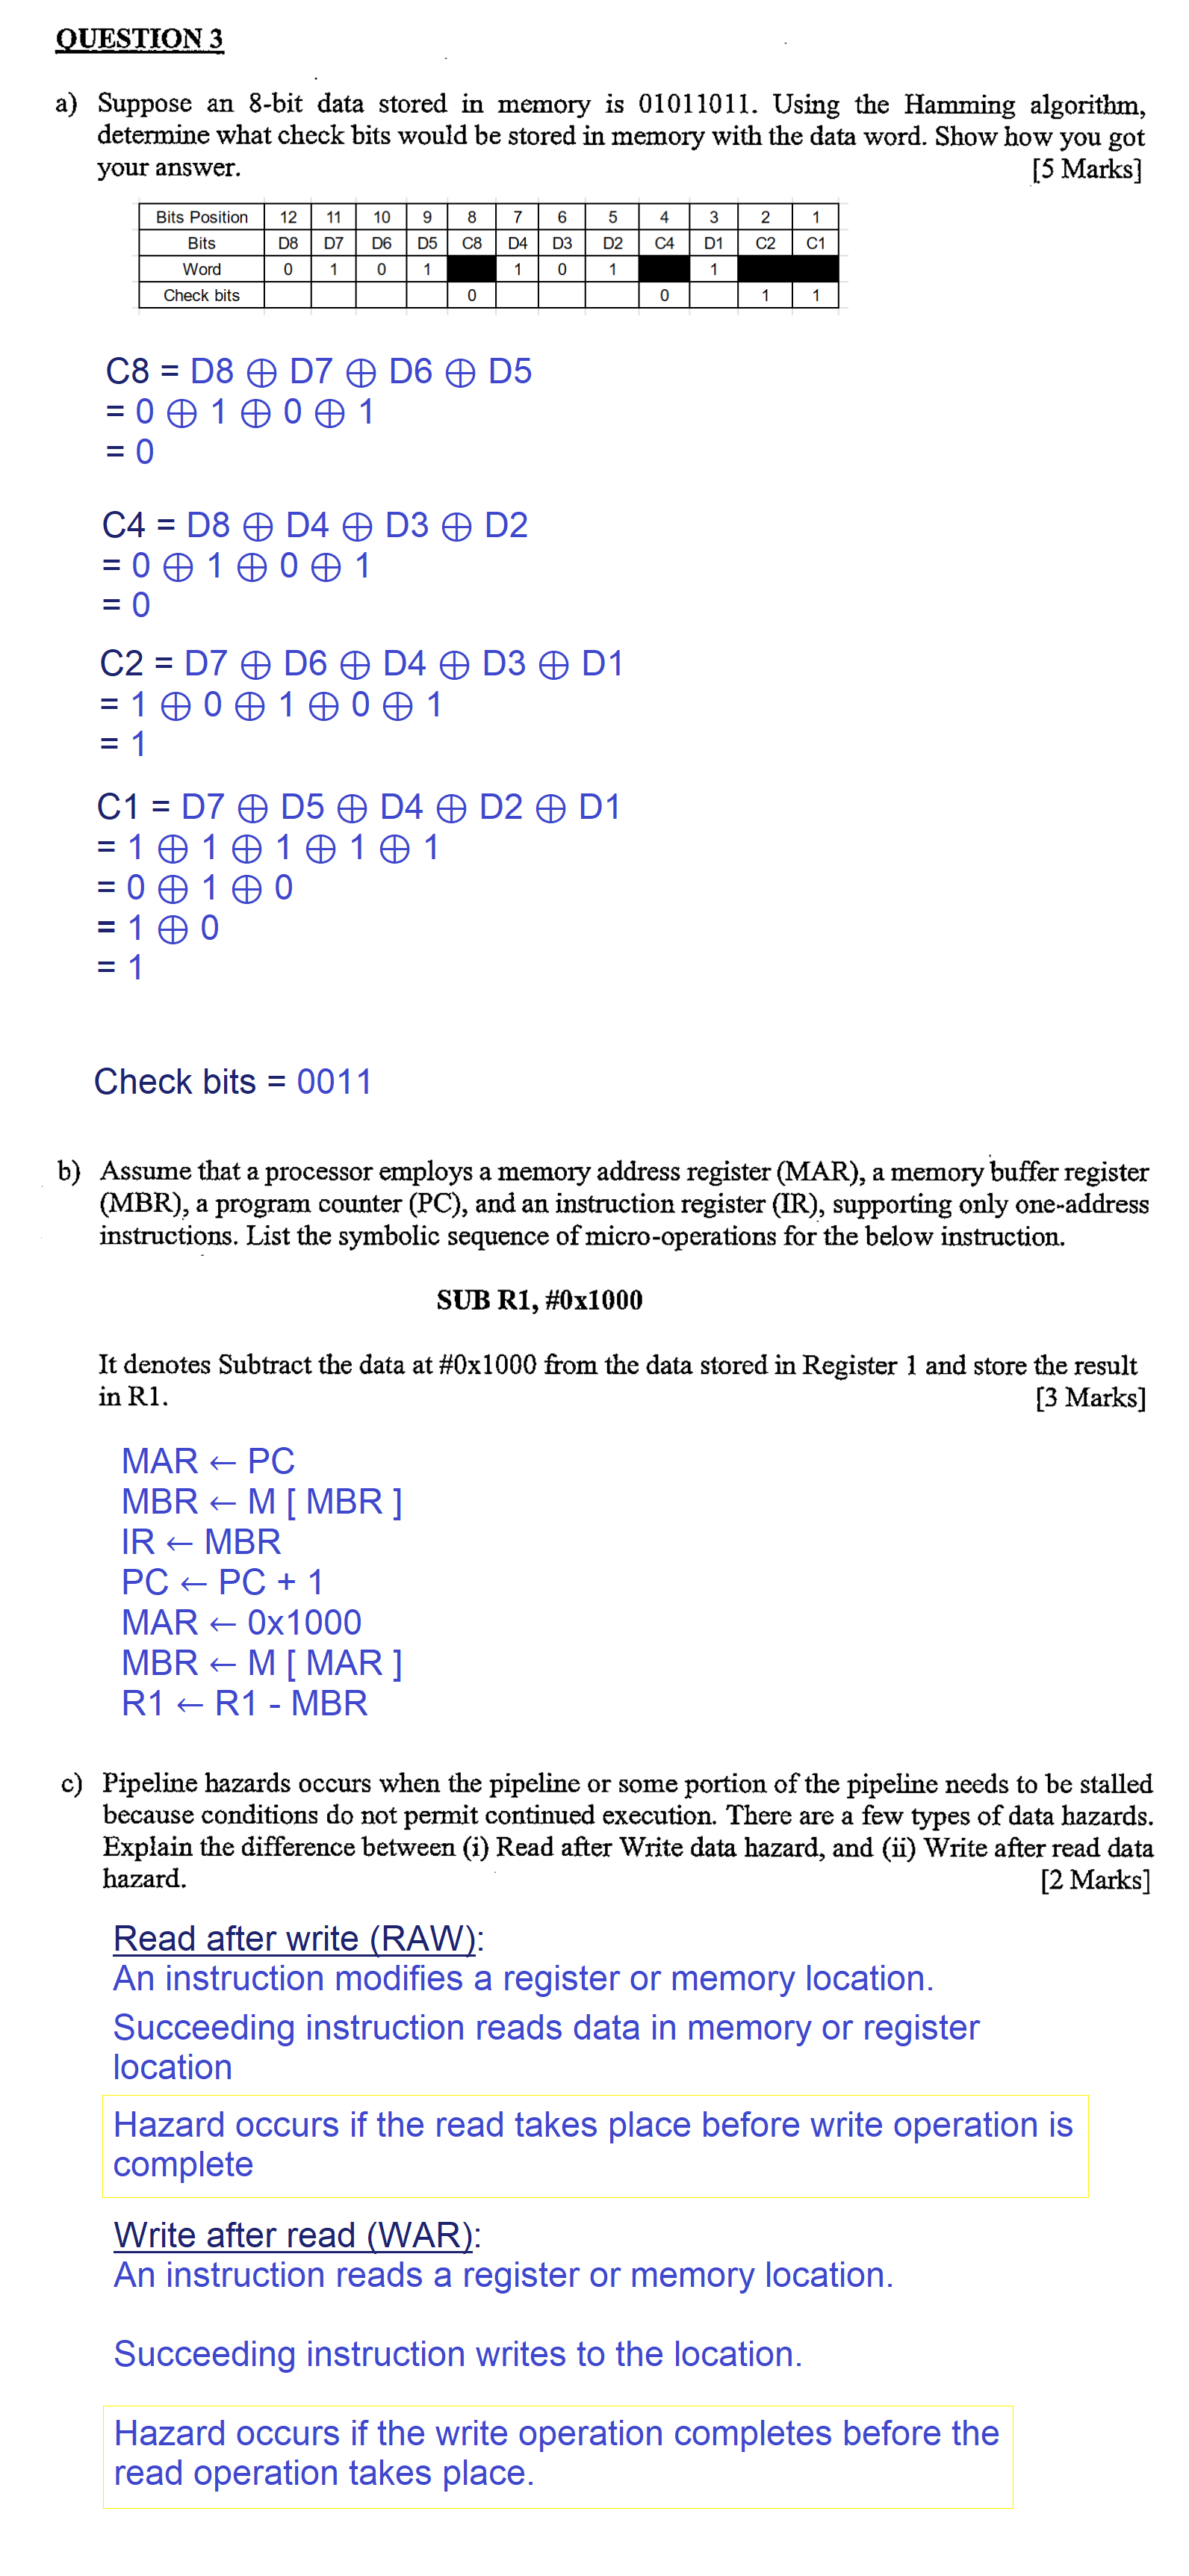 QUESTION 3
a) Suppose an 8-bit data stored in memory is 01011011. Using the Hamming algorithm,
determine what check bits would be stored in memory with the data word. Show how you got
your answer. [5 Marks]
Bits Position 12 11 10 9 8 7 6 5 4 3 2 1
Bits D8 D7 D6 D5 C8 D4 D3 D2 C4 D1 C2 C1
Word 0 1 0 1 1 0 1 1
Check bits 0 0 1 1
C8 = D8 ⊕ D7 ⊕ D6 ⊕ D5
= 0 ⊕ 1 ⊕ 0 ⊕ 1
= 0
C4 = D8 ⊕ D4 ⊕ D3 ⊕ D2
= 0 ⊕ 1 ⊕ 0 ⊕ 1
= 0
C2 = D7 ⊕ D6 ⊕ D4 ⊕ D3 ⊕ D1
= 1 ⊕ 0 ⊕ 1 ⊕ 0 ⊕ 1
= 1
C1 = D7 ⊕ D5 ⊕ D4 ⊕ D2 ⊕ D1
= 1 ⊕ 1 ⊕ 1 ⊕ 1 ⊕ 1
= 0 ⊕ 1 ⊕ 0
= 1 ⊕ 0
= 1
Check bits = 0011
b) Assume that a processor employs a memory address register (MAR), a memory buffer register
(MBR), a program counter (PC), and an instruction register (IR), supporting only one-address
instructions. List the symbolic sequence of micro-operations for the below instruction.
SUB R1, #0x1000
It denotes Subtract the data at #0x1000 from the data stored in Register 1 and store the result
in R1. [3 Marks]
MAR ← PC
MBR ← M [ MBR ]
IR ← MBR
PC ← PC + 1
MAR ← 0x1000
MBR ← M [ MAR ]
R1 ← R1 - MBR
c) Pipeline hazards occurs when the pipeline or some portion of the pipeline needs to be stalled
because conditions do not permit continued execution. There are a few types of data hazards.
Explain the difference between (i) Read after Write data hazard, and (ii) Write after read data
hazard. [2 Marks]
Read after write (RAW):
An instruction modifies a register or memory location.
Succeeding instruction reads data in memory or register
location
Hazard occurs if the read takes place before write operation is
complete
Write after read (WAR):
An instruction reads a register or memory location.
Succeeding instruction writes to the location.
Hazard occurs if the write operation completes before the
read operation takes place.